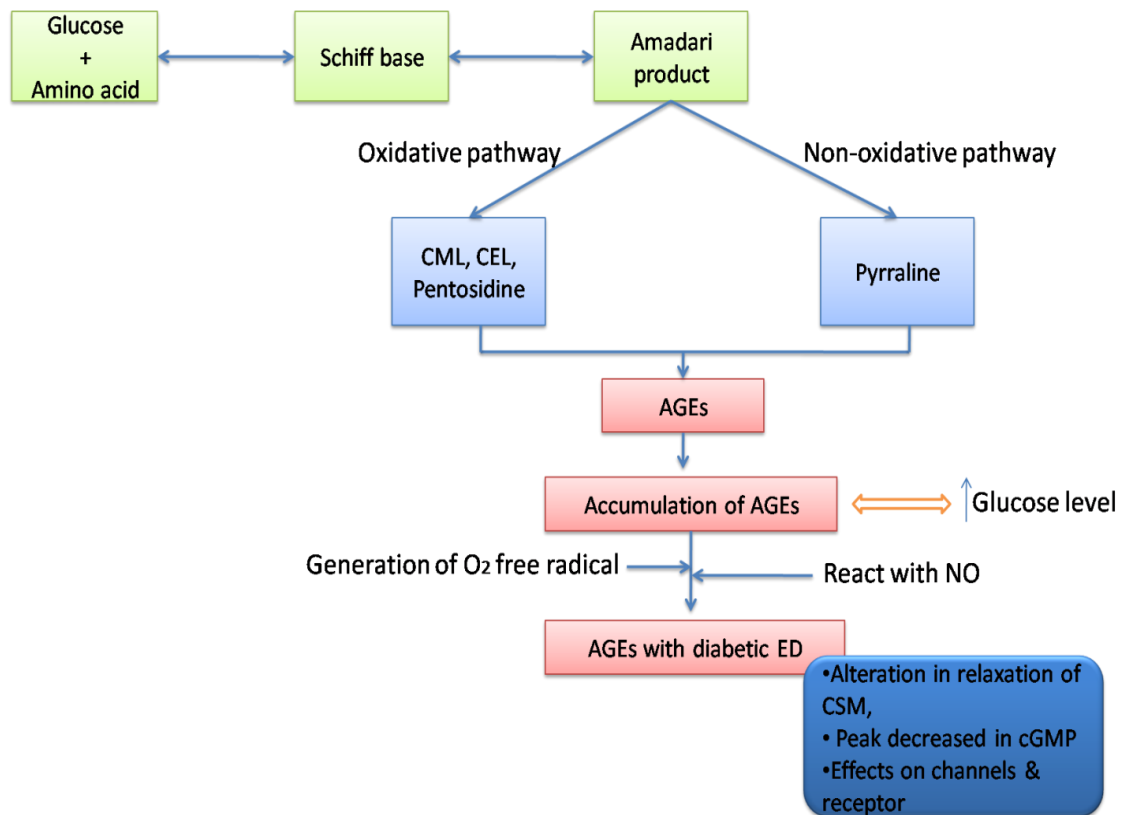 Glucose
+
Amino acid
Schiff base
Amadari
product
Oxidative pathway
Non-oxidative pathway
CML, CEL,
Pentosidine
Pyrraline
AGEs
Accumulation of AGEs
Glucose level
Generation of O2 free radical
React with NO
AGEs with diabetic ED
•Alteration in relaxation of
CSM,
• Peak decreased in cGMP
•Effects on channels &
receptor